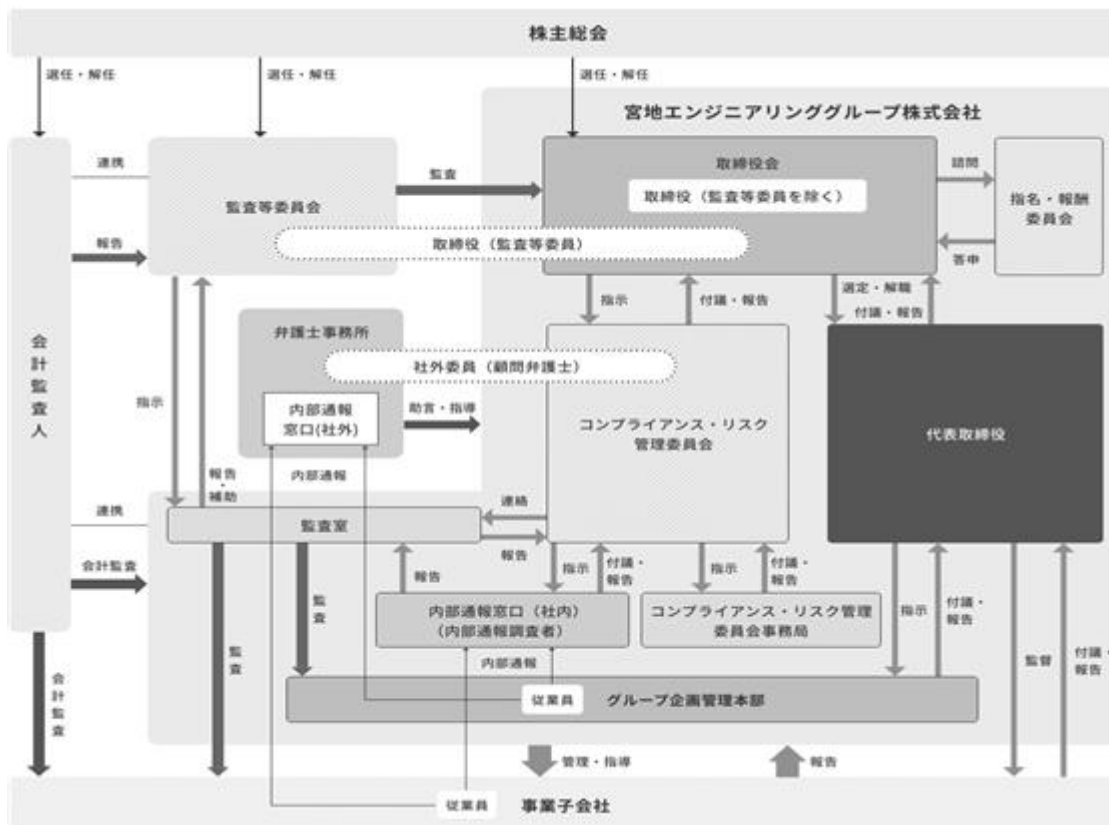 株主総会
選任・解任
選任・解任
選任・解任
宮地エンジニアリンググループ株式会社
連携
監査等委員会
監査
取締役会
取締役（監査等委員を除く）
諮問
指名・報酬
委員会
報告
取締役（監査等委員）
答申
指示
付議・報告
選定・解職
付議・報告
弁護士事務所
社外委員（顧問弁護士）
会計監査人
指示
内部通報
窓口(社外)
助言・指導
コンプライアンス・リスク
管理委員会
代表取締役
内部通報
報告・補助
連携
監査室
連絡
報告
会計監査
報告
指示
付議・
報告
指示
付議・
報告
監査
内部通報窓口（社内）
（内部通報調査者）
コンプライアンス・リスク管理
委員会事務局
指示
付議・
報告
監査
内部通報
監督
付議・
報告
会計監査
従業員
グループ企画管理本部
管理・指導
報告
従業員
事業子会社